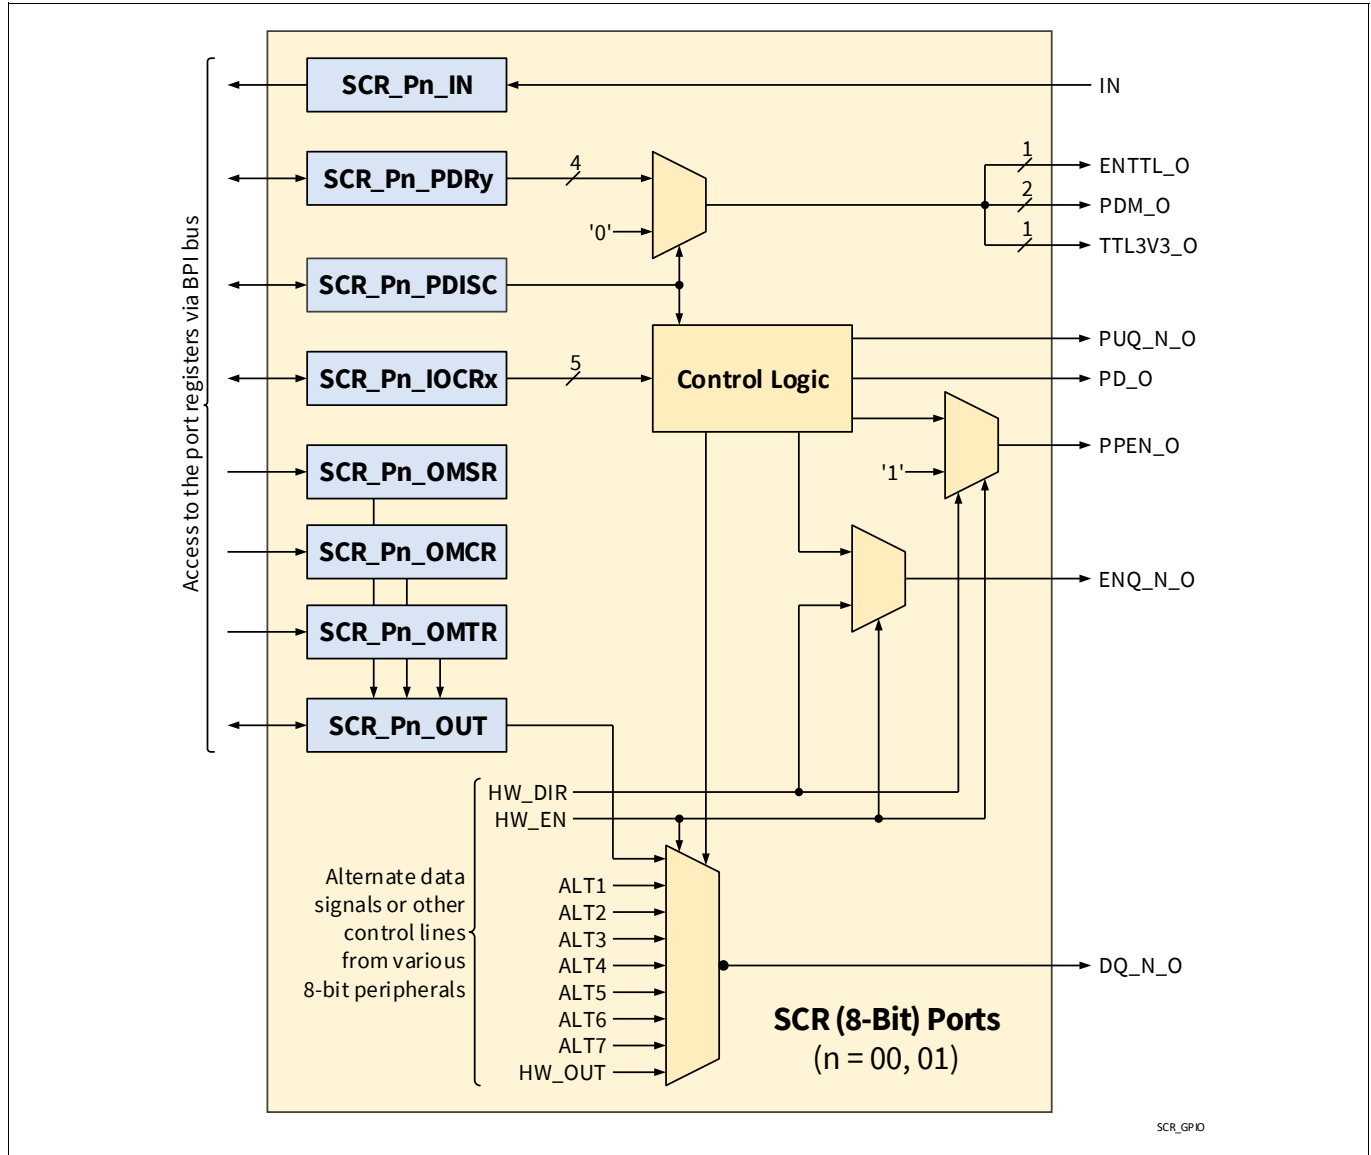 SCR_Pn_IN
IN
SCR_Pn_PDRy
4
'0'
1
ENTTL_O
2
PDM_O
1
TTL3V3_O
SCR_Pn_PDISC
Access to the port registers via BPI bus
SCR_Pn_IOCRx
5
Control Logic
PUQ_N_O
PD_O
'1'
PPEN_O
SCR_Pn_OMSR
SCR_Pn_OMCR
ENQ_N_O
SCR_Pn_OMTR
SCR_Pn_OUT
HW_DIR
HW_EN
Alternate data
signals or other
control lines
from various
8-bit peripherals
ALT1
ALT2
ALT3
ALT4
ALT5
ALT6
ALT7
HW_OUT
DQ_N_O
SCR (8-Bit) Ports
(n = 00, 01)
SCR_GPIO